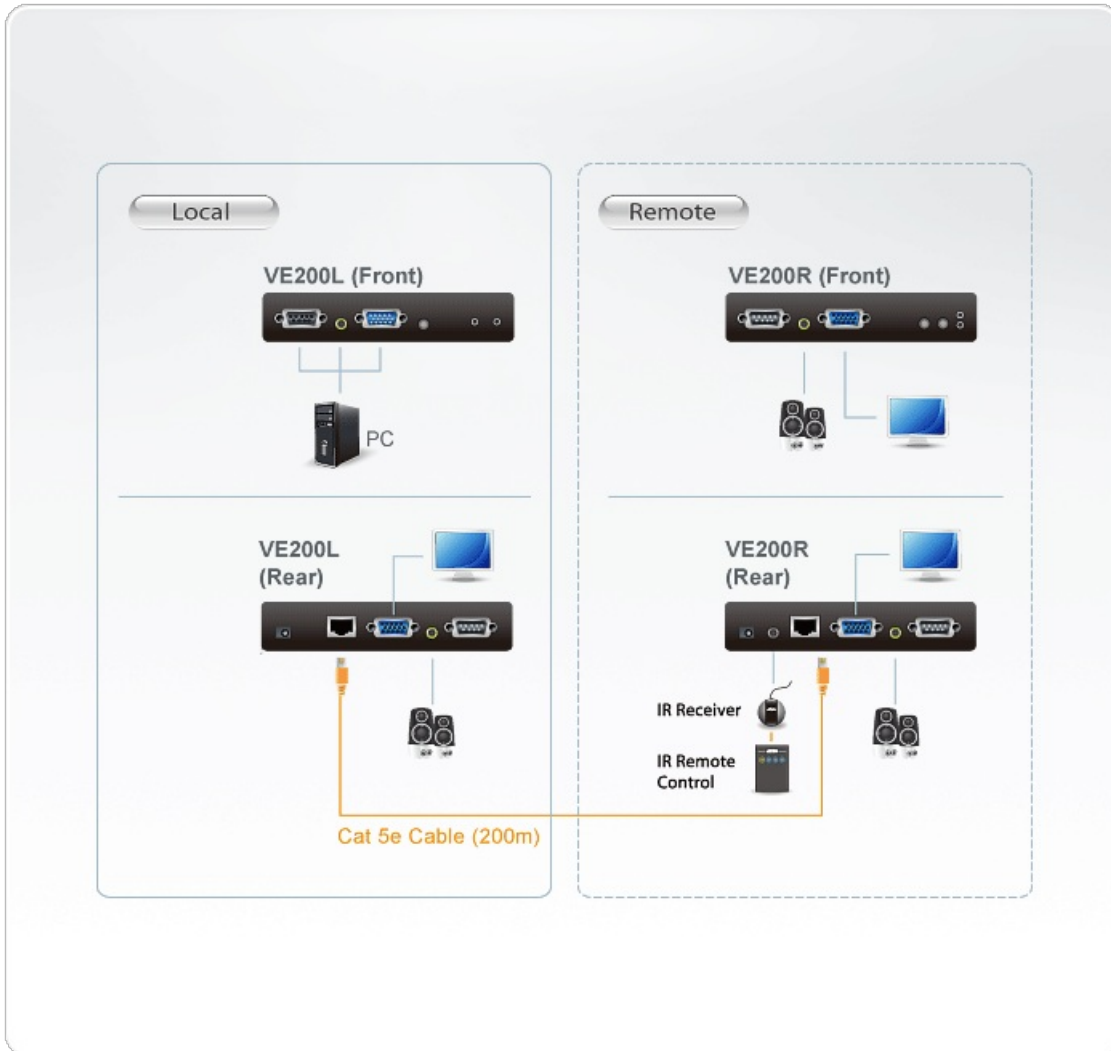 Local
VE200L (Front)
PC
VE200L
(Rear)
Remote
VE200R (Front)
VE200R
(Rear)
IR Receiver
IR Remote
Control
Cat 5e Cable (200m)